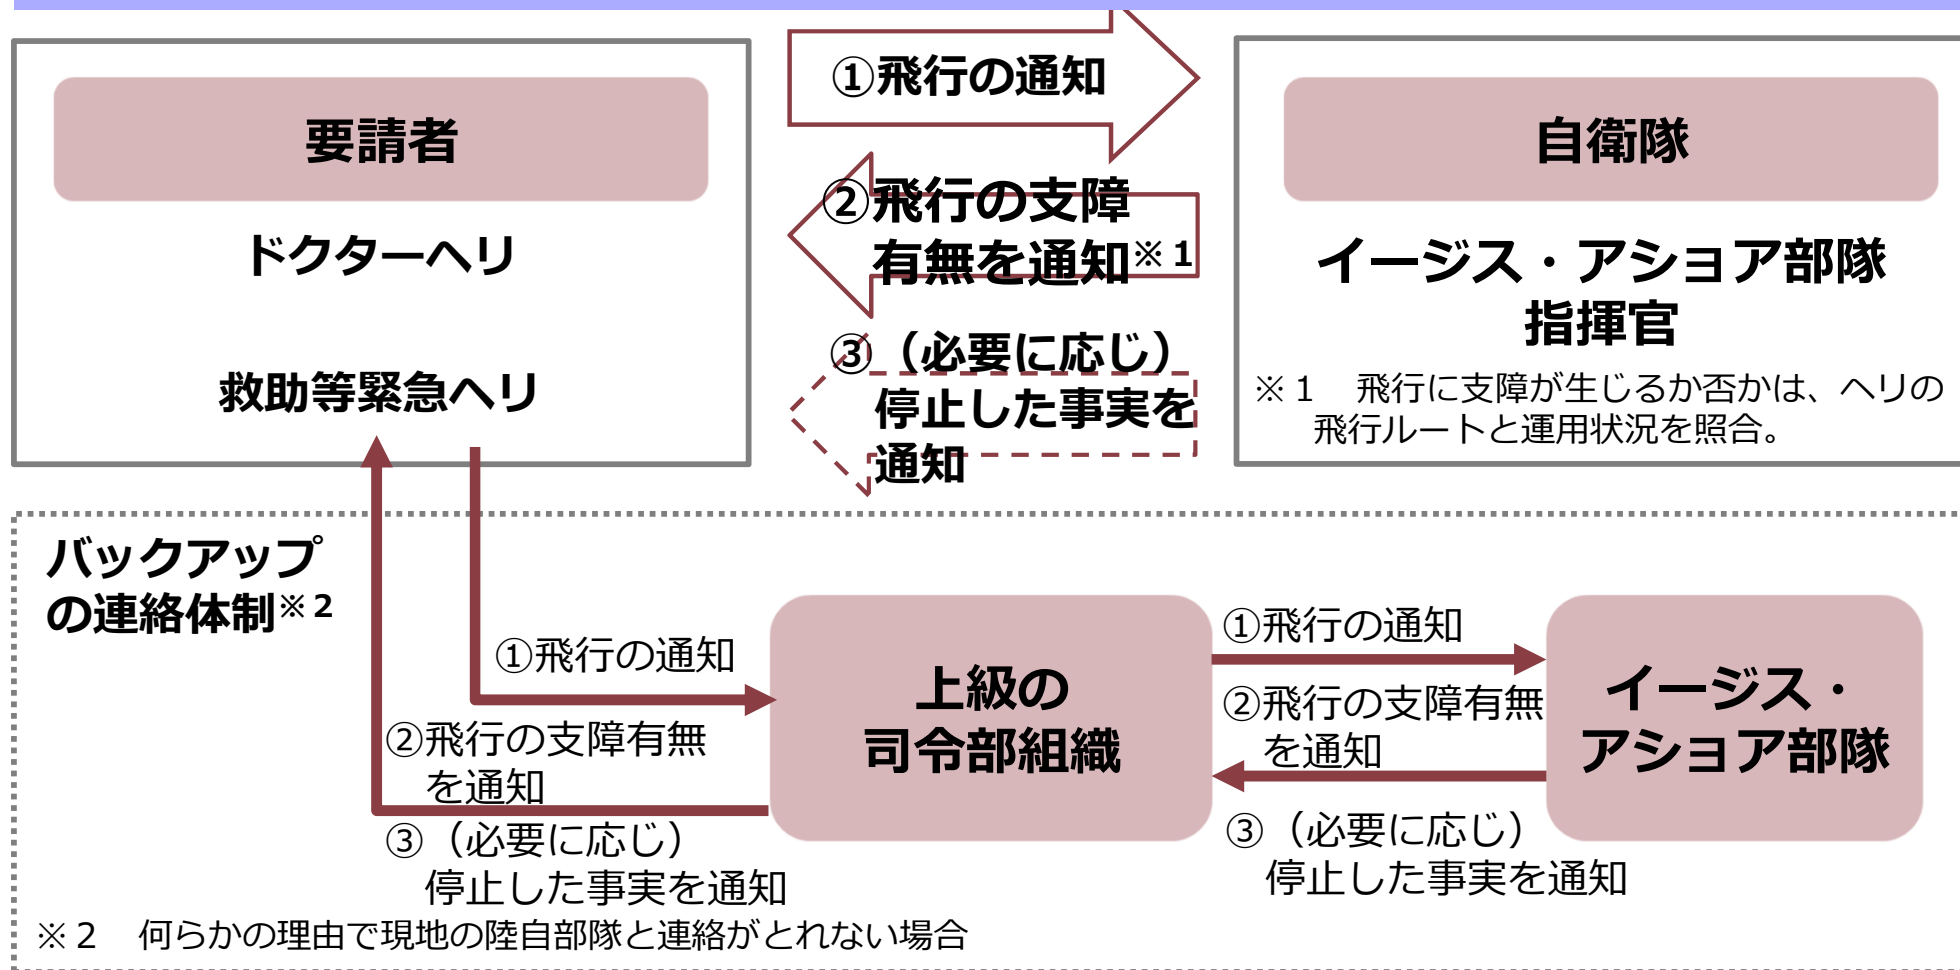 要請者
ドクターヘリ
救助等緊急ヘリ
①飛行の通知
②飛行の支障
有無を通知※１
③（必要に応じ）
停止した事実を
通知
自衛隊
イージス・アショア部隊
指揮官
※１　飛行に支障が生じるか否かは、ヘリの
飛行ルートと運用状況を照合。
バックアップ
の連絡体制※２
①飛行の通知
②飛行の支障有無
を通知
③（必要に応じ）
停止した事実を通知
上級の
司令部組織
①飛行の通知
②飛行の支障有無
を通知
③（必要に応じ）
停止した事実を通知
イージス・
アショア部隊
※２　何らかの理由で現地の陸自部隊と連絡がとれない場合